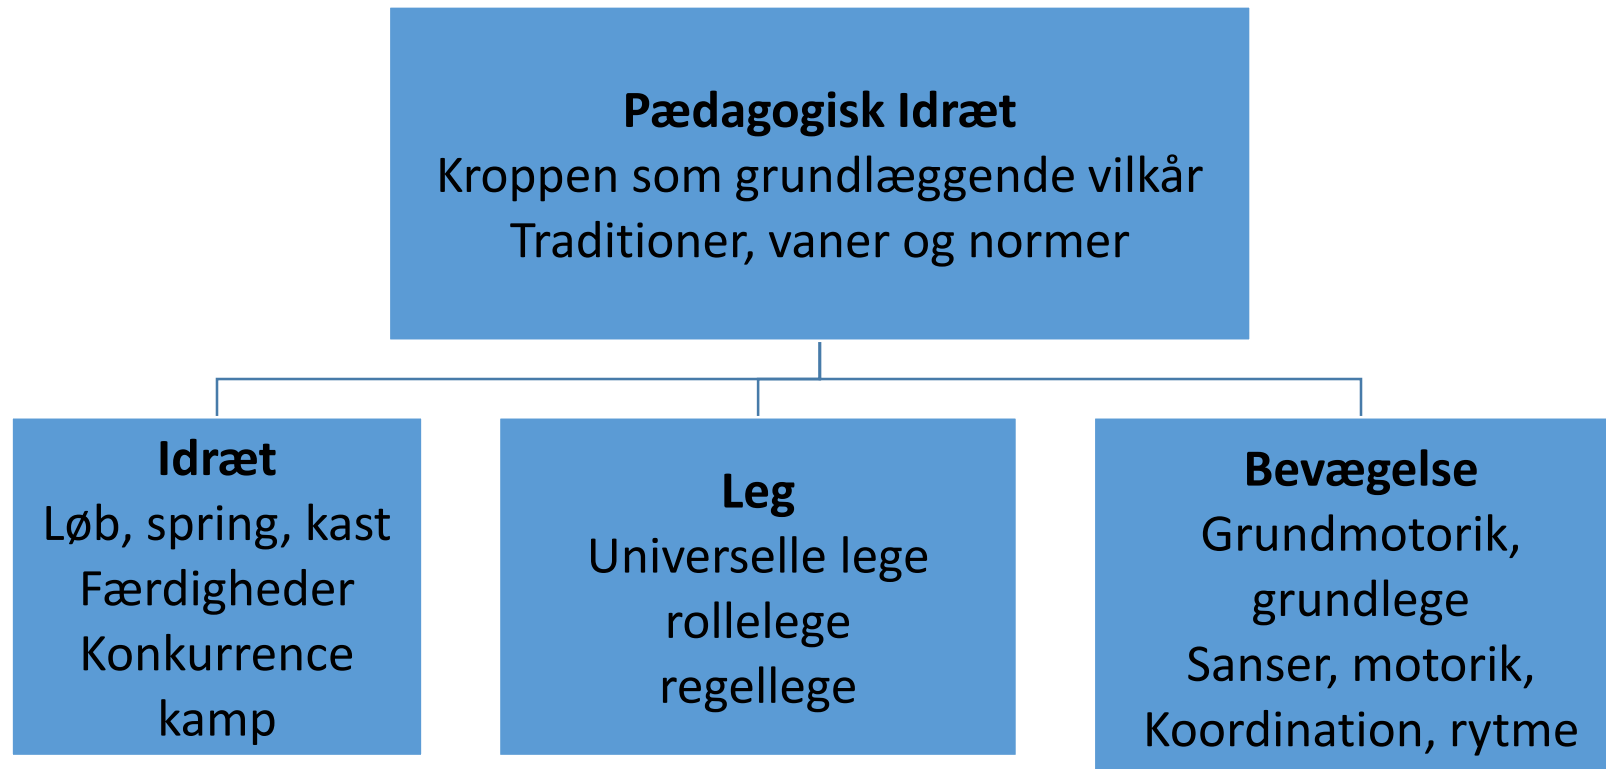 Pædagogisk Idræt
Kroppen som grundlæggende vilkår
Traditioner, vaner og normer
Idræt
Løb, spring, kast
Færdigheder
Konkurrence
kamp
Leg
Universelle lege
rollelege
regellege
Bevægelse
Grundmotorik,
grundlege
Sanser, motorik,
Koordination, rytme